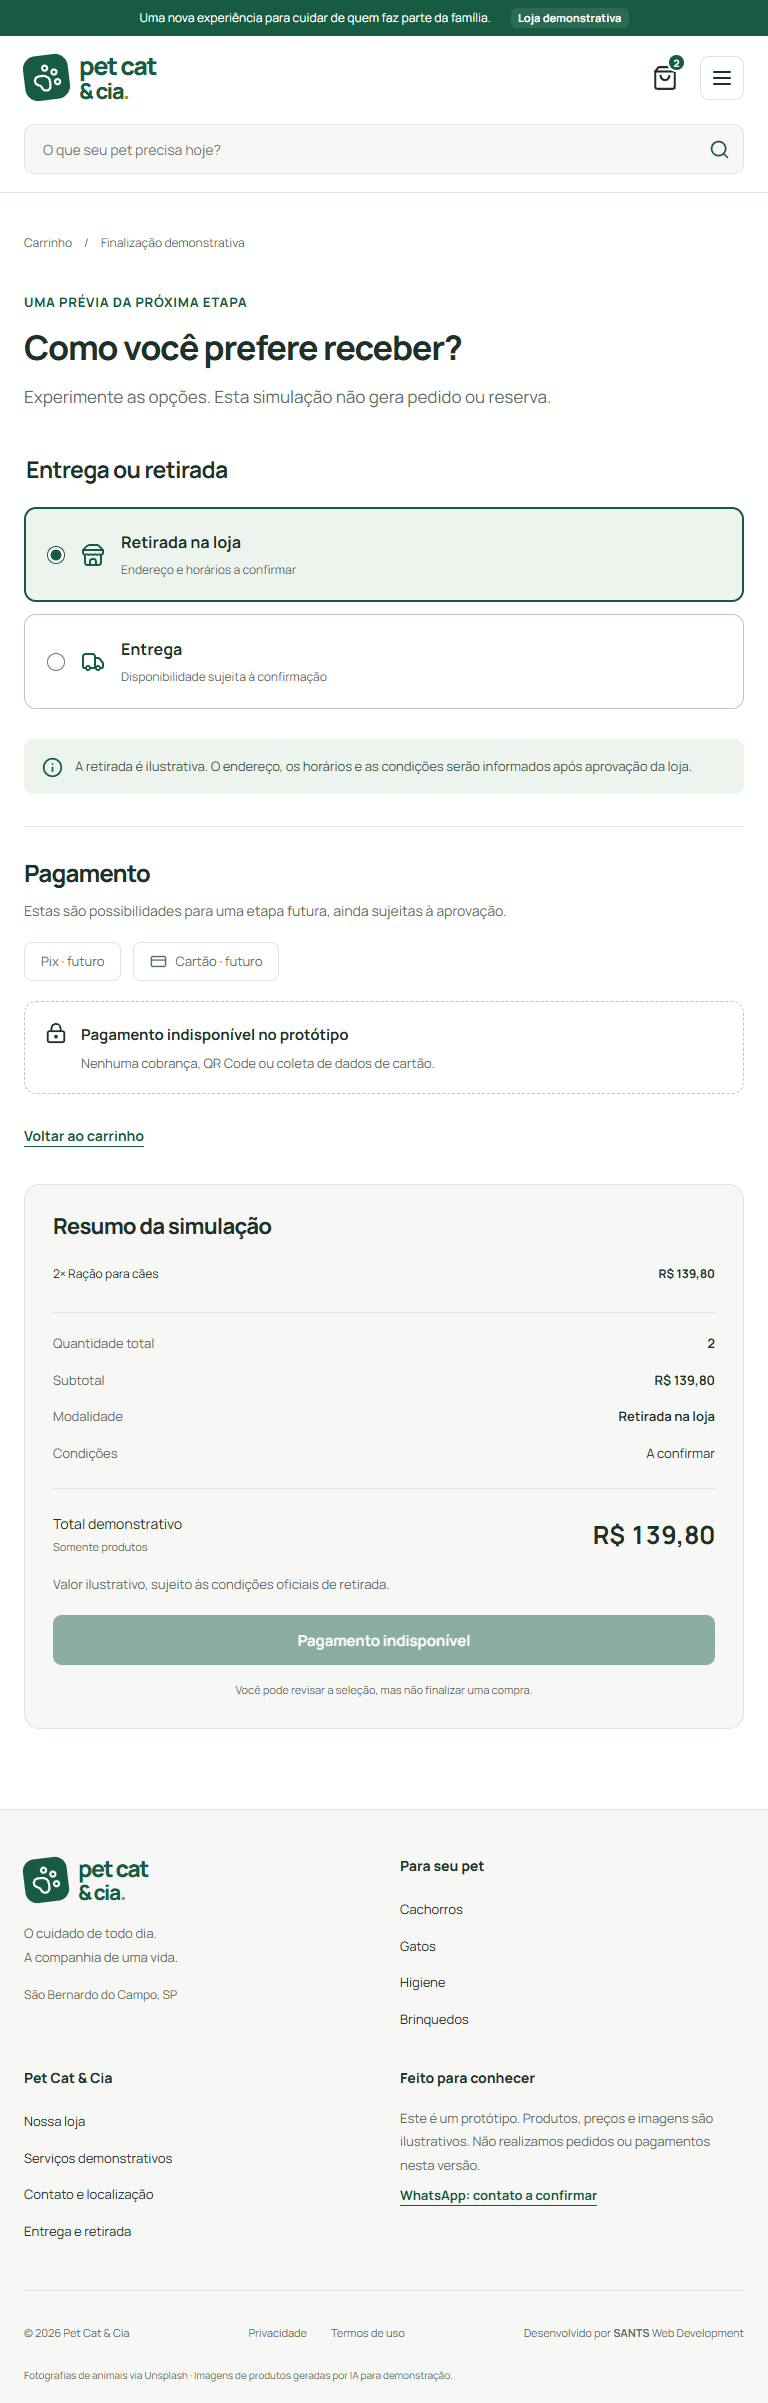 Uma nova experiência para cuidar de quem faz parte da família. Loja demonstrativa
pet cat
& cia.
2
O que seu pet precisa hoje?
Carrinho / Finalização demonstrativa
UMA PRÉVIA DA PRÓXIMA ETAPA
Como você prefere receber?
Experimente as opções. Esta simulação não gera pedido ou reserva.
Entrega ou retirada
Retirada na loja
Endereço e horários a confirmar
Entrega
Disponibilidade sujeita à confirmação
A retirada é ilustrativa. O endereço, os horários e as condições serão informados após aprovação da loja.
Pagamento
Estas são possibilidades para uma etapa futura, ainda sujeitas à aprovação.
Pix · futuro
Cartão · futuro
Pagamento indisponível no protótipo
Nenhuma cobrança, QR Code ou coleta de dados de cartão.
Voltar ao carrinho
Resumo da simulação
2× Ração para cães R$ 139,80
Quantidade total 2
Subtotal R$ 139,80
Modalidade Retirada na loja
Condições A confirmar
Total demonstrativo R$ 139,80
Somente produtos
Valor ilustrativo, sujeito às condições oficiais de retirada.
Pagamento indisponível
Você pode revisar a seleção, mas não finalizar uma compra.
pet cat
& cia.
O cuidado de todo dia.
A companhia de uma vida.
São Bernardo do Campo, SP
Para seu pet
Cachorros
Gatos
Higiene
Brinquedos
Pet Cat & Cia
Nossa loja
Serviços demonstrativos
Contato e localização
Entrega e retirada
Feito para conhecer
Este é um protótipo. Produtos, preços e imagens são
ilustrativos. Não realizamos pedidos ou pagamentos
nesta versão.
WhatsApp: contato a confirmar
© 2026 Pet Cat & Cia Privacidade Termos de uso Desenvolvido por SANTS Web Development
Fotografias de animais via Unsplash · Imagens de produtos geradas por IA para demonstração.